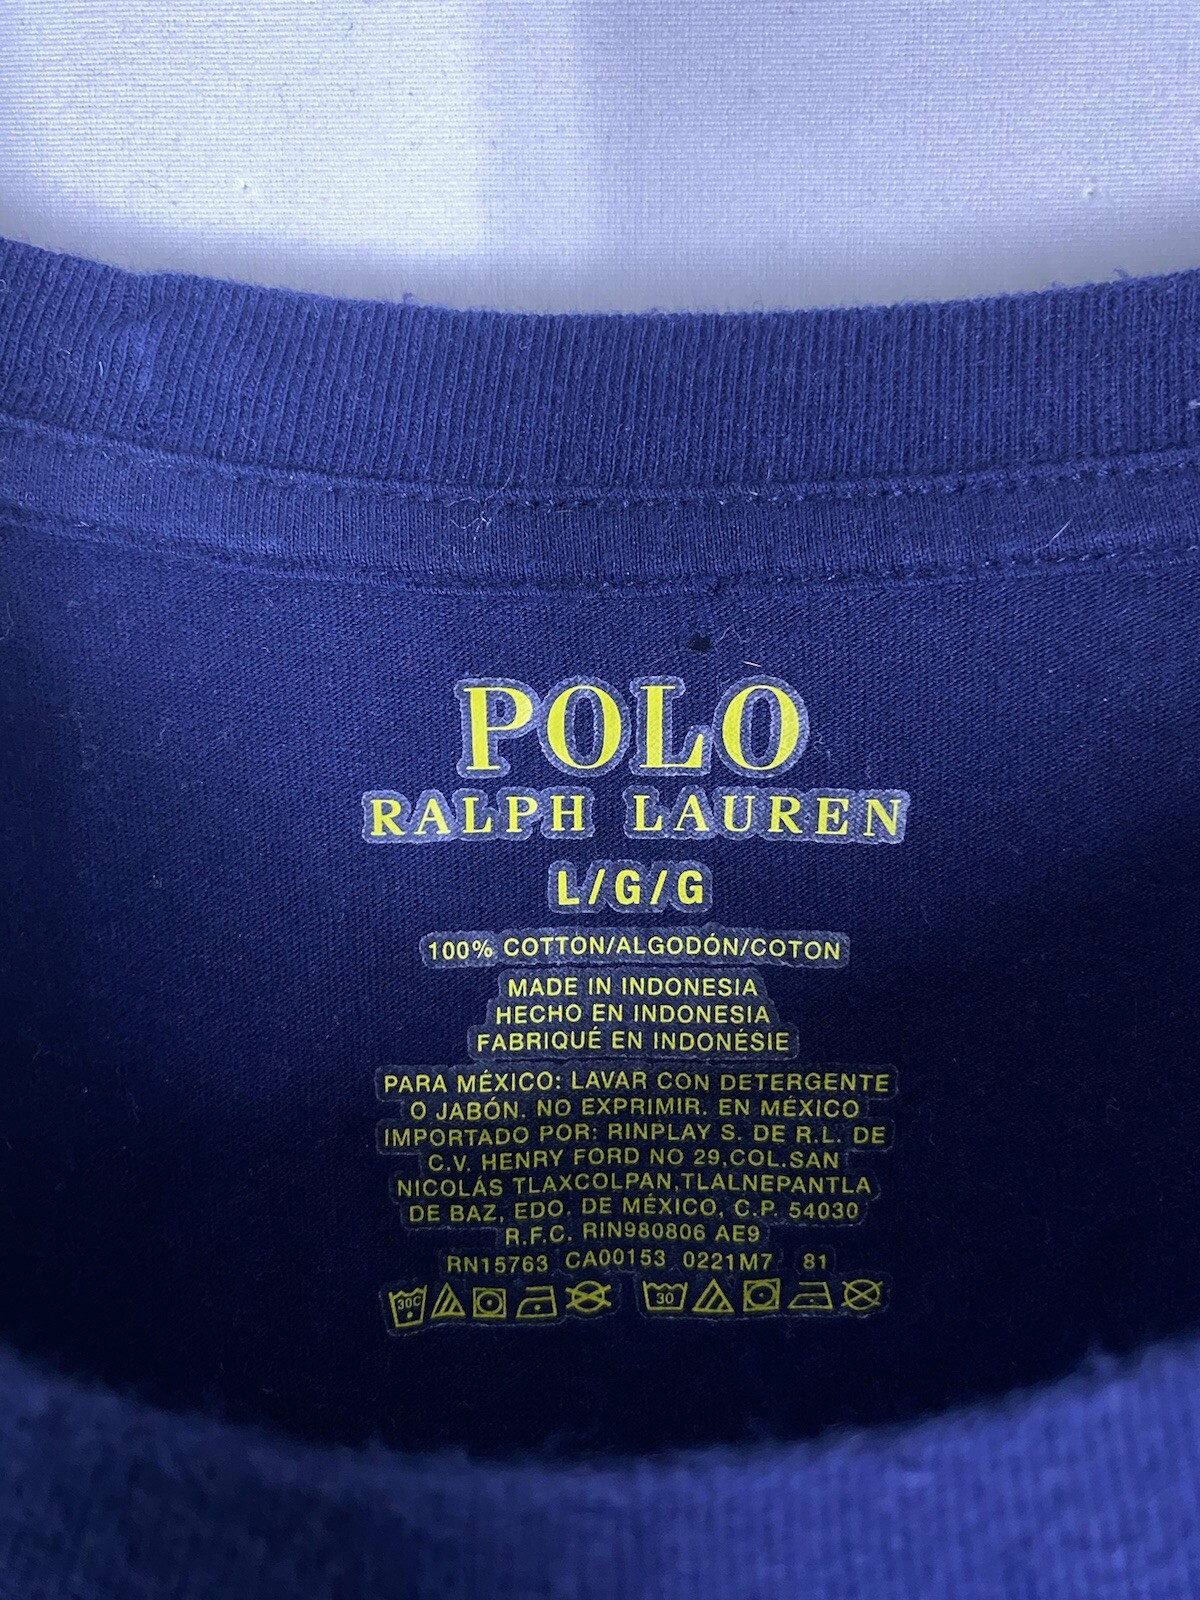 POLO
RALPH LAUREN
L/G/G
100% COTTON/ALGODÓN/COTON
MADE IN INDONESIA
HECHO EN INDONESIA
FABRIQUÉ EN INDONÉSIE
PARA MÉXICO: LAVAR CON DETERGENTE
O JABÓN. NO EXPRIMIR. EN MÉXICO
IMPORTADO POR: RINPLAY S. DE R.L. DE
C.V. HENRY FORD NO 29,COL.SAN
NICOLÁS TLAXCOLPAN,TLALNEPANTLA
DE BAZ, EDO. DE MÉXICO, C.P. 54030
R.F.C. RIN980806 AE9
RN15763 CA00153 0221M7 81
30C 30